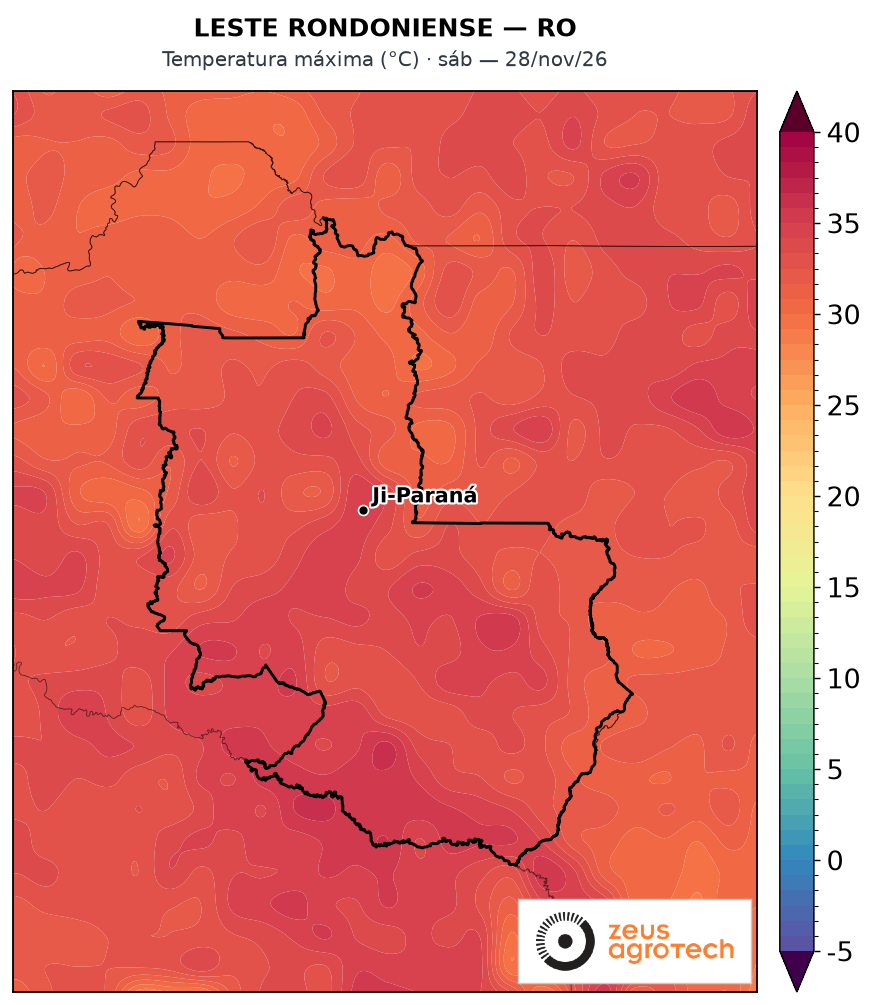 LESTE RONDONIENSE — RO
Temperatura máxima (°C) · sáb — 28/nov/26
40
35
30
25
20
15
10
5
0
-5
Ji-Paraná
zeus
agrotech